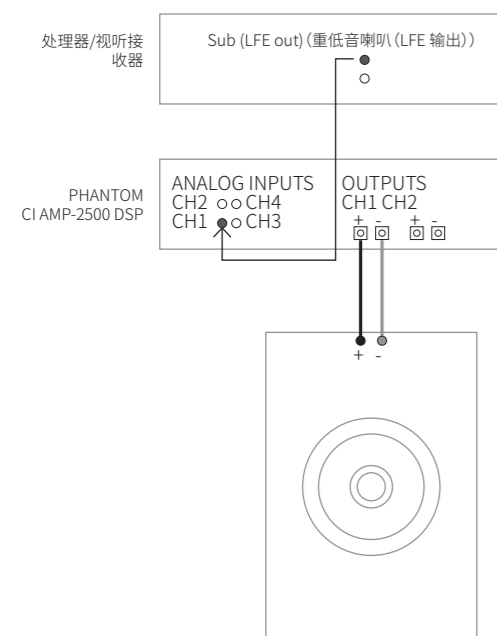 处理器/视听接
收器
Sub (LFE out) (重低音喇叭 (LFE 输出))
PHANTOM
CI AMP-2500 DSP
ANALOG INPUTS
CH2 CH4
CH1 CH3
OUTPUTS
CH1 CH2
+ - + -
+ -